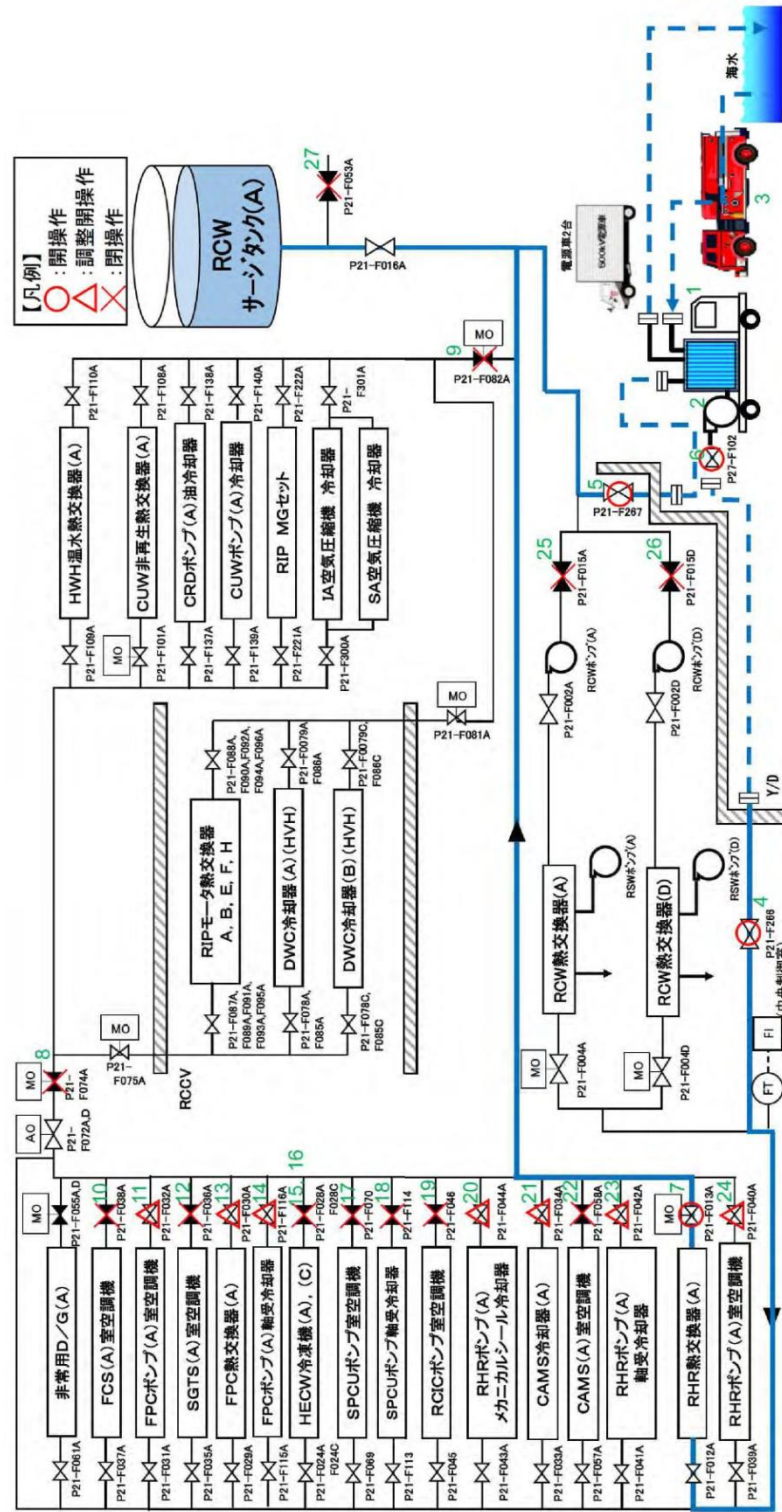 【凡例】
○：開操作
△：調整開操作
×：閉操作
RCW
サージタンク(A)
27
P21-F053A
P21-F016A
電源車2台
500kV電源車
海水
1
2
3
6
P27-F102
5
P21-F267
9
MO
P21-F082A
HWH温水熱交換器(A)
P21-F109A
P21-F110A
CUW非再生熱交換器(A)
MO
P21-F101A
P21-F108A
CRDポンプ(A)油冷却器
P21-F137A
P21-F138A
CUWポンプ(A)冷却器
P21-F139A
P21-F140A
RIP MGセット
P21-F221A
P21-F222A
IA空気圧縮機 冷却器
P21-F300A
P21-
F301A
SA空気圧縮機 冷却器
RIPモータ熱交換器
A, B, E, F, H
P21-F087A,
F089A,F091A,
F093A,F095A
P21-F088A,
F090A,F092A,
F094A,F096A
DWC冷却器(A)(HVH)
P21-F078A,
F085A
P21-F0079A,
F086A
DWC冷却器(B)(HVH)
P21-F078C,
F085C
P21-F0079C,
F086C
MO
P21-F081A
RCCV
MO
P21-
F075A
8
MO
P21-
F074A
AO
P21-
F072A,D
25
P21-F015A
RCWポンプ(A)
P21-F002A
26
P21-F015D
RCWポンプ(D)
P21-F002D
RCW熱交換器(A)
RSWポンプ(A)
MO
P21-F004A
RCW熱交換器(D)
RSWポンプ(D)
MO
P21-F004D
Y/D
4
P21-F266
FT
FI
非常用D/G(A)
P21-F061A
MO
P21-F055A,D
FCS(A)室空調機
P21-F037A
10
P21-F038A
FPCポンプ(A)室空調機
P21-F031A
11
P21-F032A
SGTS(A)室空調機
P21-F035A
12
P21-F036A
FPC熱交換器(A)
P21-F029A
13
P21-F030A
FPCポンプ(A)軸受冷却器
P21-F115A
14
P21-F116A
HECW冷凍機(A), (C)
P21-F024A
F024C
15, 16
P21-F028A
F028C
SPCUポンプ室空調機
P21-F069
17
P21-F070
SPCUポンプ軸受冷却器
P21-F113
18
P21-F114
RCICポンプ室空調機
P21-F045
19
P21-F046
RHRポンプ(A)
メカニカルシール冷却器
P21-F043A
20
P21-F044A
CAMS冷却器(A)
P21-F033A
21
P21-F034A
CAMS(A)室空調機
P21-F057A
22
P21-F058A
RHRポンプ(A)
軸受冷却器
P21-F041A
23
P21-F042A
RHR熱交換器(A)
P21-F012A
7
MO
P21-F013A
RHRポンプ(A)室空調機
P21-F039A
24
P21-F040A